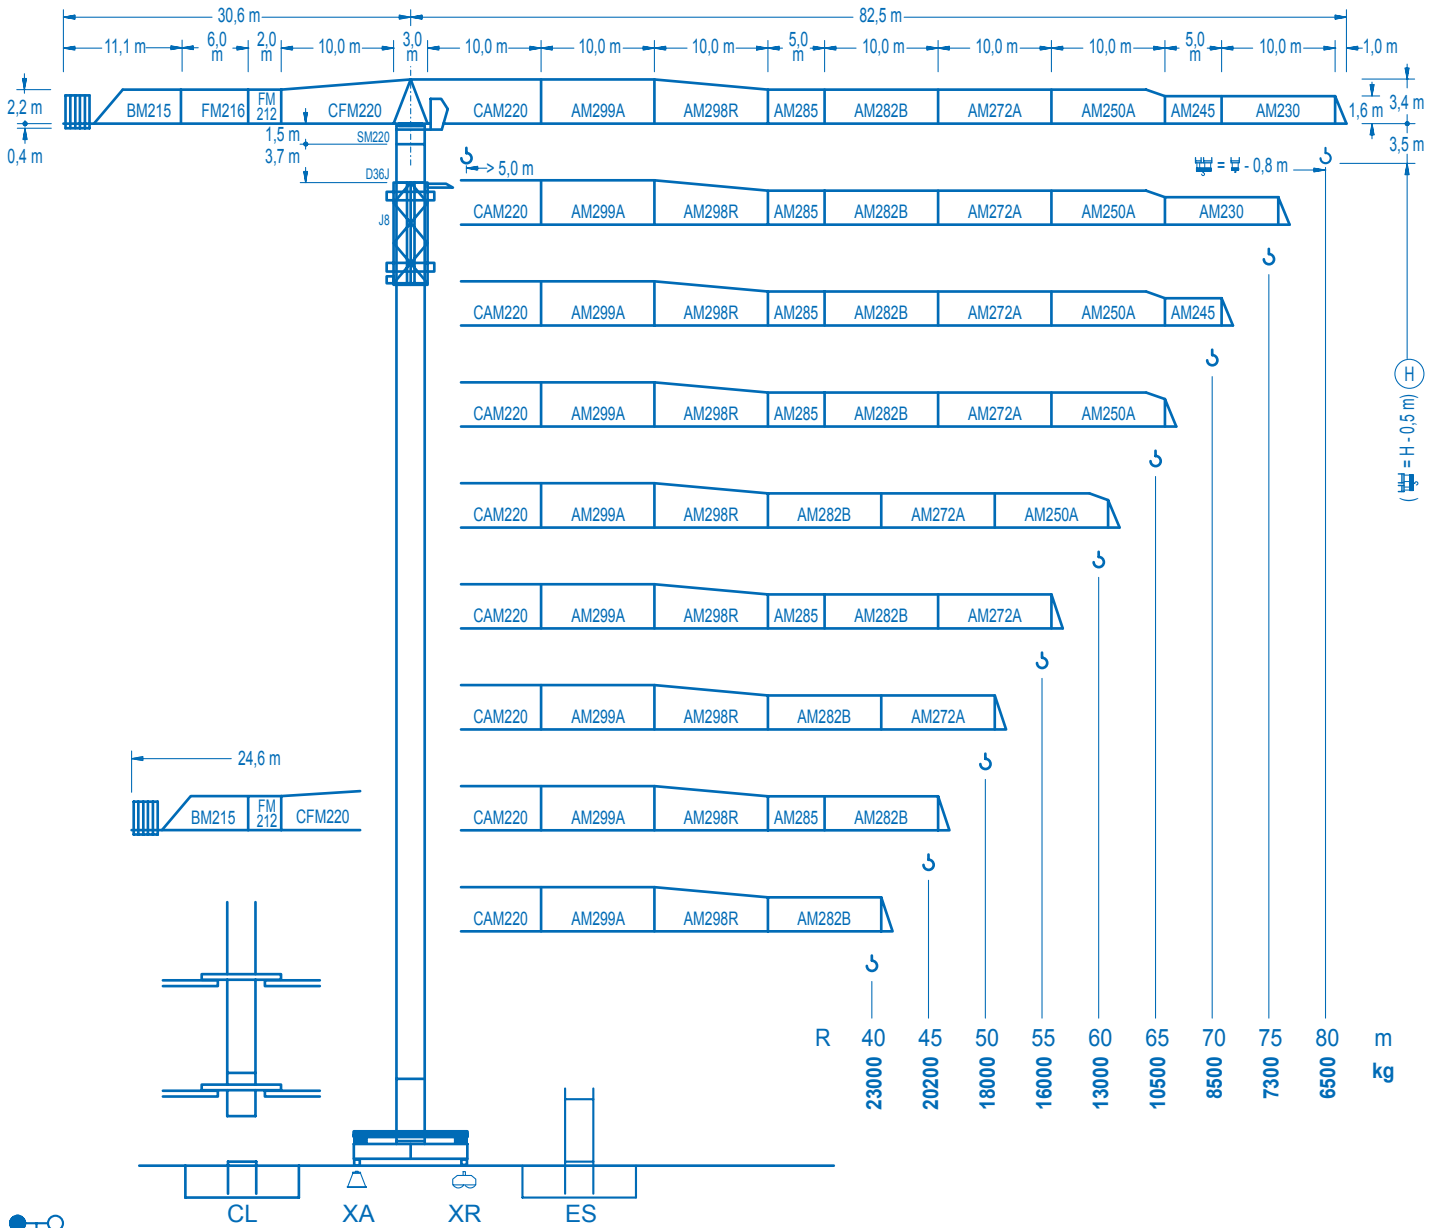 30,6 m 82,5 m
11,1 m 6,0 m 2,0 m 10,0 m 3,0 m 10,0 m 10,0 m 10,0 m 5,0 m 10,0 m 10,0 m 10,0 m 5,0 m 10,0 m 1,0 m
2,2 m BM215 FM216 FM 212 CFM220 CAM220 AM299A AM298R AM285 AM282B AM272A AM250A AM245 AM230 1,6 m 3,4 m
0,4 m 1,5 m SM220 3,5 m
3,7 m > 5,0 m = - 0,8 m
D36J
J8 CAM220 AM299A AM298R AM285 AM282B AM272A AM250A AM230
CAM220 AM299A AM298R AM285 AM282B AM272A AM250A AM245
H
( = H - 0,5 m)
CAM220 AM299A AM298R AM285 AM282B AM272A AM250A
CAM220 AM299A AM298R AM282B AM272A AM250A
CAM220 AM299A AM298R AM285 AM282B AM272A
CAM220 AM299A AM298R AM282B AM272A
24,6 m
BM215 FM 212 CFM220 CAM220 AM299A AM298R AM285 AM282B
CAM220 AM299A AM298R AM282B
R 40 45 50 55 60 65 70 75 80 m
23000 20200 18000 16000 13000 10500 8500 7300 6500 kg
CL XA XR ES